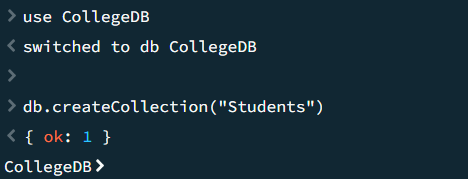 > use CollegeDB
< switched to db CollegeDB
>
> db.createCollection("Students")
< { ok: 1 }
CollegeDB>